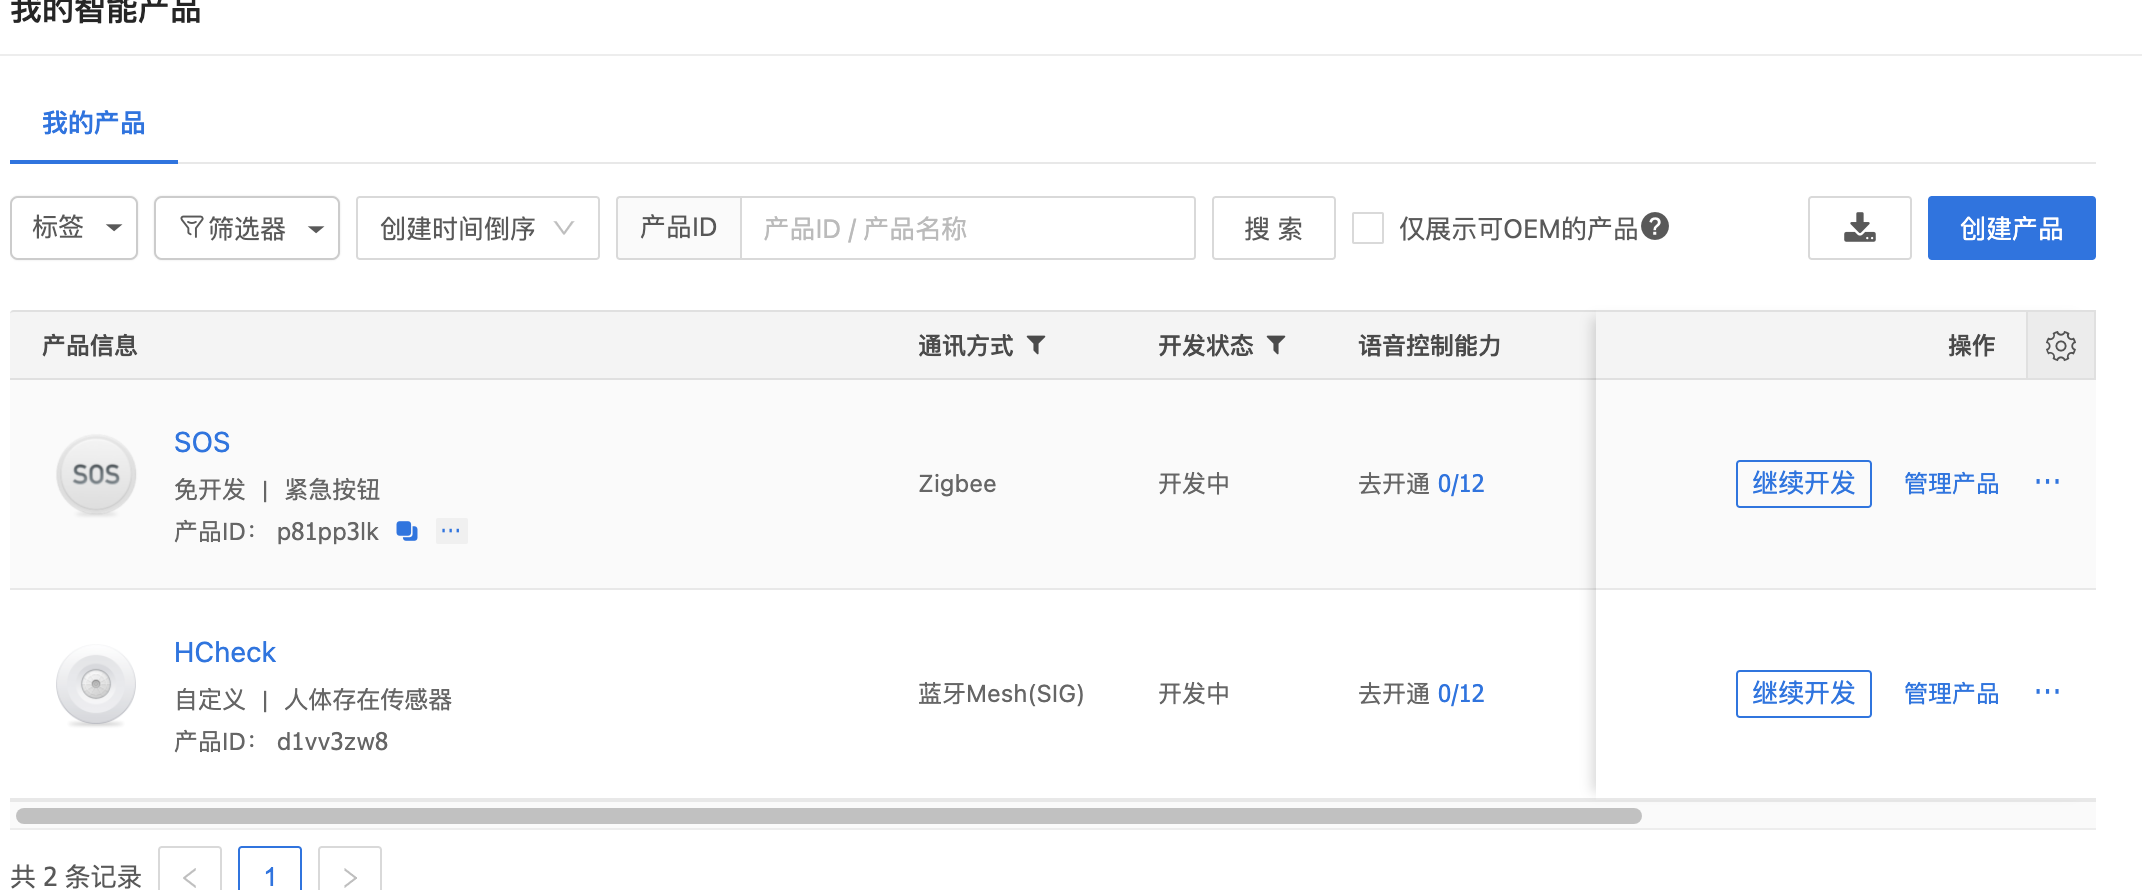 我的智能产品
我的产品
标签 筛选器 创建时间倒序 产品ID 产品ID / 产品名称 搜 索 仅展示可OEM的产品 ? 创建产品
产品信息 通讯方式 开发状态 语音控制能力 操作
SOS
SOS
免开发 | 紧急按钮
产品ID: p81pp3lk ···
Zigbee 开发中 去开通 0/12 继续开发 管理产品 ···
HCheck
自定义 | 人体存在传感器
产品ID: d1vv3zw8
蓝牙Mesh(SIG) 开发中 去开通 0/12 继续开发 管理产品 ···
共 2 条记录 < 1 >